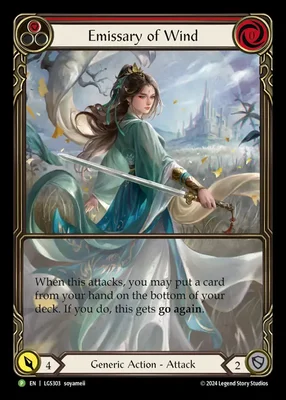 Emissary of Wind
When this attacks, you may put a card
from your hand on the bottom of your
deck. If you do, this gets go again.
4
Generic Action - Attack
2
P EN | LGS303 soyameii
© 2024 Legend Story Studios